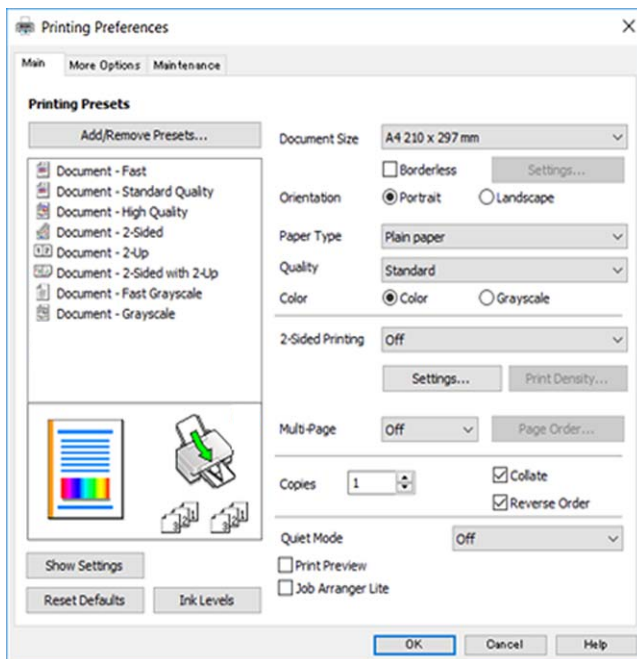 Printing Preferences
Main More Options Maintenance
Printing Presets
Add/Remove Presets...
Document - Fast
Document - Standard Quality
Document - High Quality
Document - 2-Sided
Document - 2-Up
Document - 2-Sided with 2-Up
Document - Fast Grayscale
Document - Grayscale
Show Settings
Reset Defaults Ink Levels
Document Size A4 210 x 297 mm
Borderless Settings...
Orientation Portrait Landscape
Paper Type Plain paper
Quality Standard
Color Color Grayscale
2-Sided Printing Off
Settings... Print Density...
Multi-Page Off Page Order...
Copies 1 Collate
Reverse Order
Quiet Mode Off
Print Preview
Job Arranger Lite
OK Cancel Help